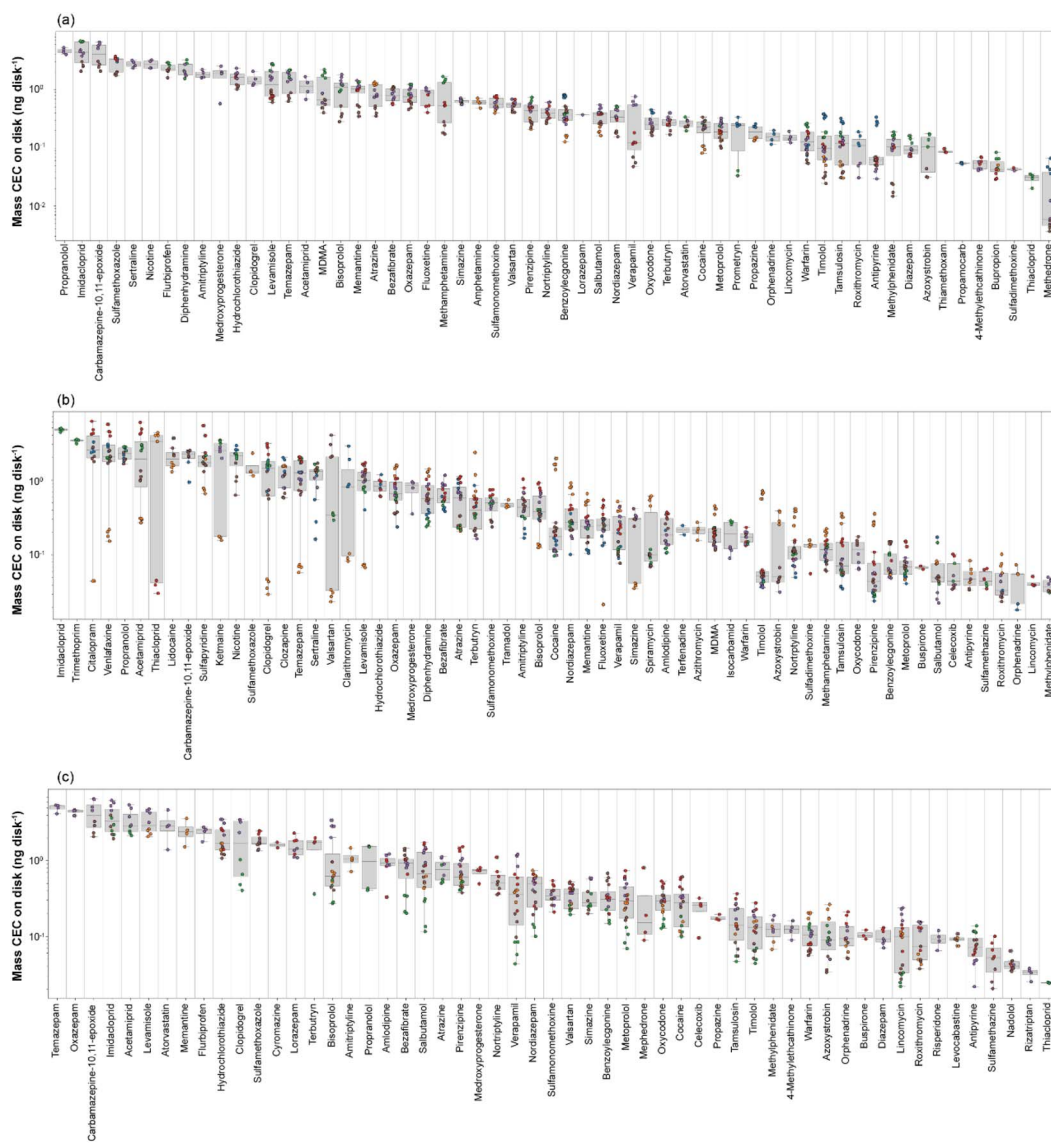 (a)
Mass CEC on disk (ng disk⁻¹)
10⁰
10⁻¹
10⁻²
Propranolol
Imidacloprid
Carbamazepine-10,11-epoxide
Sulfamethoxazole
Sertraline
Nicotine
Flurbiprofen
Diphenhydramine
Amitriptyline
Medroxyprogesterone
Hydrochlorothiazide
Clopidogrel
Levamisole
Temazepam
Acetamiprid
MDMA
Bisoprolol
Memantine
Atrazine
Bezafibrate
Oxazepam
Fluoxetine
Methamphetamine
Simazine
Amphetamine
Sulfamonomethoxine
Valsartan
Pirenzipine
Nortriptyline
Benzoylecgonine
Lorazepam
Salbutamol
Nordiazepam
Verapamil
Oxycodone
Terbutryn
Atorvastatin
Cocaine
Metoprolol
Prometryn
Propazine
Orphenadrine
Lincomycin
Warfarin
Timolol
Tamsulosin
Roxithromycin
Antipyrine
Methylphenidate
Diazepam
Azoxystrobin
Thiamethoxam
Propamocarb
4-Methylethcathinone
Bupropion
Sulfadimethoxine
Thiacloprid
Mephedrone
(b)
Mass CEC on disk (ng disk⁻¹)
10⁰
10⁻¹
Imidacloprid
Trimethoprim
Citalopram
Venlafaxine
Propranolol
Acetamiprid
Thiacloprid
Lidocaine
Carbamazepine-10,11-epoxide
Sulfapyridine
Ketmaine
Nicotine
Sulfamethoxazole
Clopidogrel
Clozapine
Temazepam
Sertraline
Valsartan
Clarithromycin
Levamisole
Hydrochlorthiazide
Oxazepam
Medroxyprogesterone
Diphenhydramine
Bezafibrate
Atrazine
Terbutryn
Sulfamonomethoxine
Tramadol
Amitriptyline
Bisoprolol
Cocaine
Nordiazepam
Memantine
Fluoxetine
Verapamil
Simazine
Spiramycin
Amlodipine
Terfenadine
Azithromycin
MDMA
Isocarbamid
Warfarin
Timolol
Azoxystrobin
Nortriptyline
Sulfadimethoxine
Methamphetamine
Tamsulosin
Oxycodone
Pirenzipine
Benzoylecgonine
Metoprolol
Buspirone
Salbutamol
Celecoxib
Antipyrine
Sulfamethazine
Roxithromycin
Orphenadrine
Lincomycin
Methylphenidate
(c)
Mass CEC on disk (ng disk⁻¹)
10⁰
10⁻¹
Temazepam
Oxazepam
Carbamazepine-10,11-epoxide
Imidacloprid
Acetamiprid
Levamisole
Atorvastatin
Memantine
Flurbiprofen
Hydrochlorothiazide
Clopidogrel
Sulfamethoxazole
Cyromazine
Lorazepam
Terbutryn
Bisoprolol
Amitriptyline
Propranolol
Amlodipine
Bezafibrate
Salbutamol
Atrazine
Pirenzipine
Medroxyprogesterone
Nortriptyline
Verapamil
Nordiazepam
Sulfamonomethoxine
Valsartan
Simazine
Benzoylecgonine
Metoprolol
Mephedrone
Oxycodone
Cocaine
Celecoxib
Propazine
Tamsulosin
Timolol
Methylphenidate
4-Methylethcathinone
Warfarin
Azoxystrobin
Orphenadrine
Buspirone
Diazepam
Lincomycin
Roxithromycin
Risperidone
Levocabastine
Antipyrine
Sulfamethazine
Nadolol
Rizatriptan
Thiacloprid